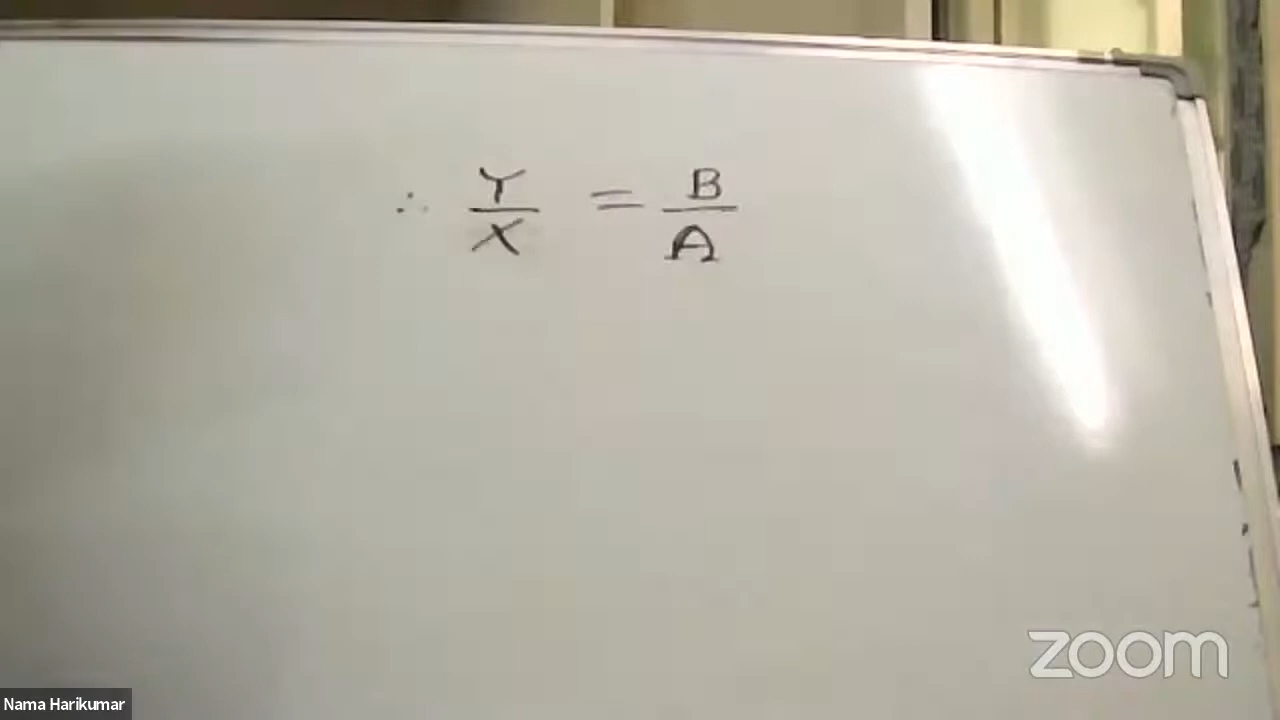 ∴ Y/X = B/A
zoom
Nama Harikumar